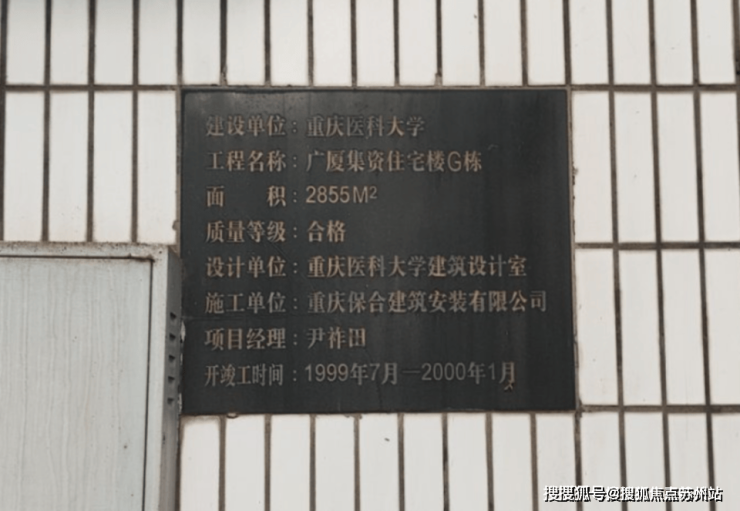 建设单位：重庆医科大学
工程名称：广厦集资住宅楼G栋
面　　积：2855M²
质量等级：合格
设计单位：重庆医科大学建筑设计室
施工单位：重庆保合建筑安装有限公司
项目经理：尹祚田
开竣工时间：1999年7月—2000年1月
搜搜狐号@搜狐焦点苏州站